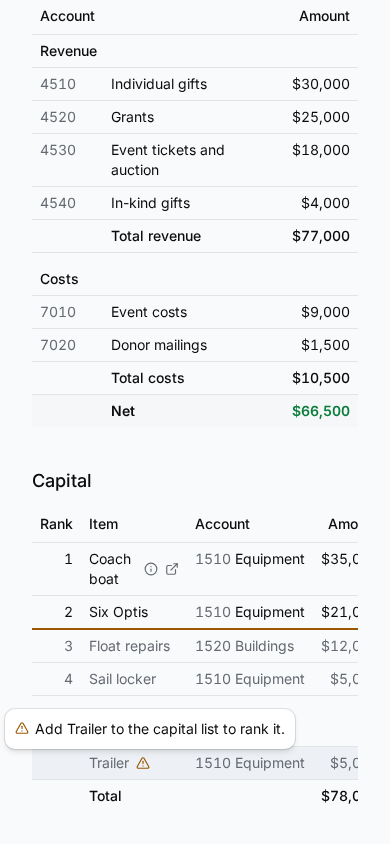 Account Amount
Revenue
4510 Individual gifts $30,000
4520 Grants $25,000
4530 Event tickets and $18,000
auction
4540 In-kind gifts $4,000
Total revenue $77,000
Costs
7010 Event costs $9,000
7020 Donor mailings $1,500
Total costs $10,500
Net $66,500
Capital
Rank Item Account Amo
1 Coach 1510 Equipment $35,0
boat
2 Six Optis 1510 Equipment $21,0
3 Float repairs 1520 Buildings $12,0
4 Sail locker 1510 Equipment $5,0
Add Trailer to the capital list to rank it.
Trailer 1510 Equipment $5,0
Total $78,0